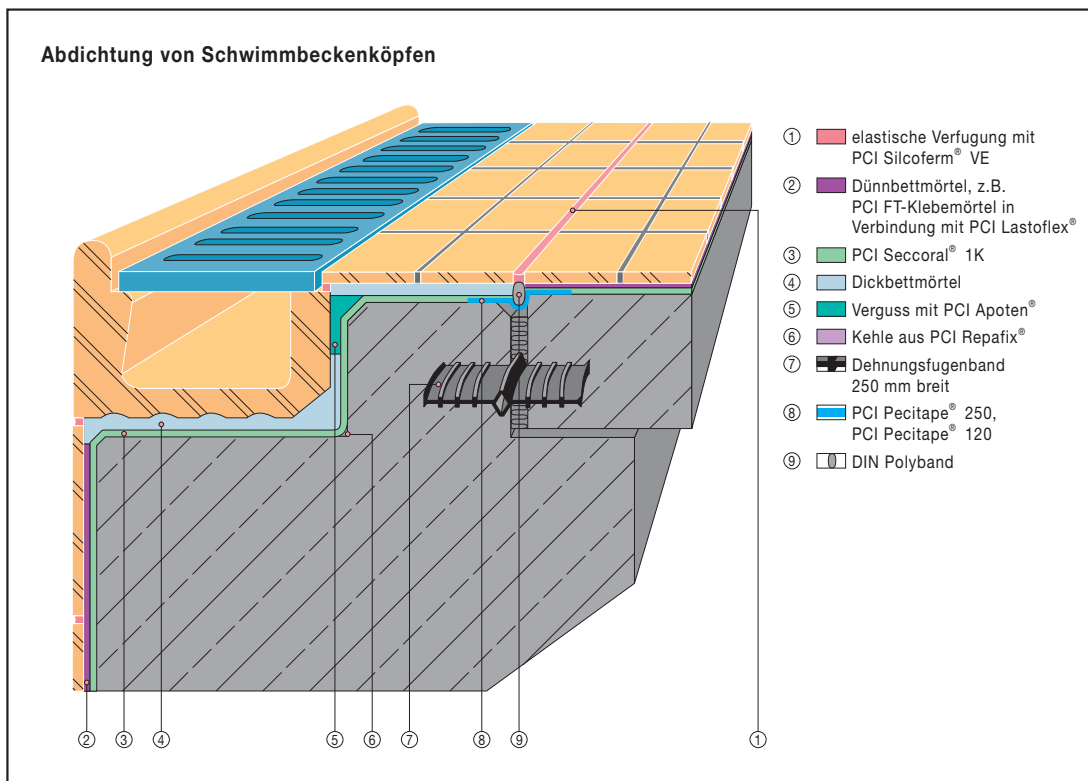 Abdichtung von Schwimmbeckenköpfen
① elastische Verfugung mit
PCI Silcoferm® VE
② Dünnbettmörtel, z.B.
PCI FT-Klebemörtel in
Verbindung mit PCI Lastoflex®
③ PCI Seccoral® 1K
④ Dickbettmörtel
⑤ Verguss mit PCI Apoten®
⑥ Kehle aus PCI Repafix®
⑦ Dehnungsfugenband
250 mm breit
⑧ PCI Pecitape® 250,
PCI Pecitape® 120
⑨ DIN Polyband
② ③ ④ ⑤ ⑥ ⑦ ⑧ ⑨ ①